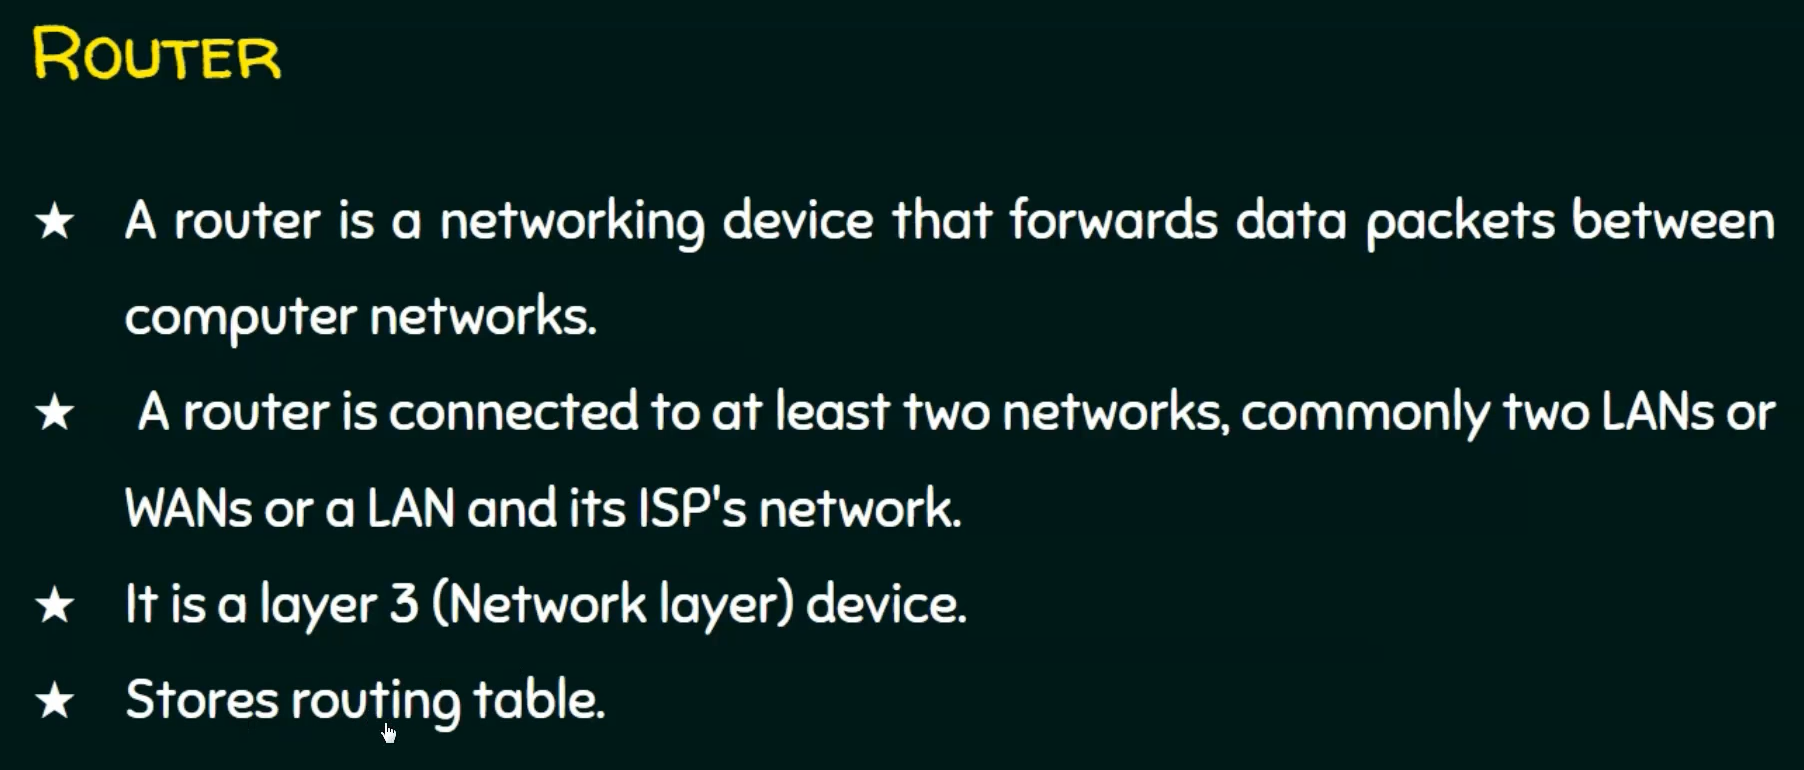 ROUTER
★ A router is a networking device that forwards data packets between
computer networks.
★ A router is connected to at least two networks, commonly two LANs or
WANs or a LAN and its ISP's network.
★ It is a layer 3 (Network layer) device.
★ Stores routing table.